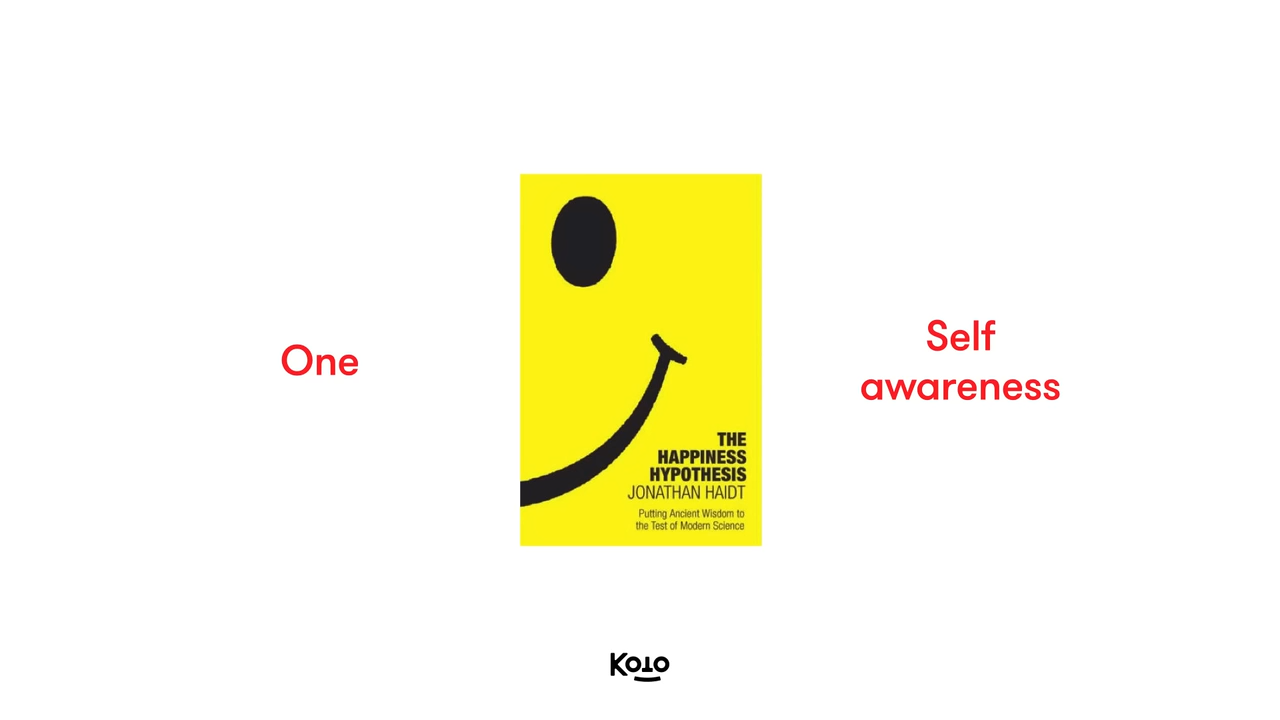 One
THE
HAPPINESS
HYPOTHESIS
JONATHAN HAIDT
Putting Ancient Wisdom to
the Test of Modern Science
Self
awareness
Koto